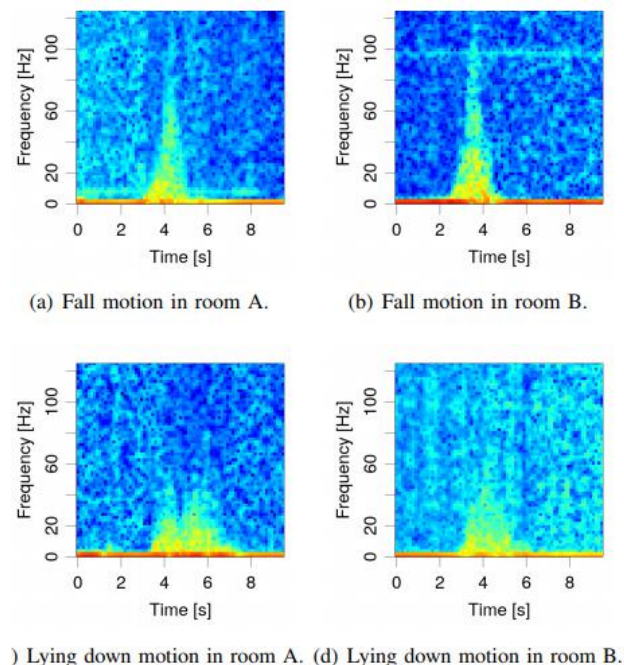 Frequency [Hz]
0 20 60 100
0 2 4 6 8
Time [s]
Frequency [Hz]
0 20 60 100
0 2 4 6 8
Time [s]
(a) Fall motion in room A.
(b) Fall motion in room B.
Frequency [Hz]
0 20 60 100
0 2 4 6 8
Time [s]
Frequency [Hz]
0 20 60 100
0 2 4 6 8
Time [s]
) Lying down motion in room A.
(d) Lying down motion in room B.